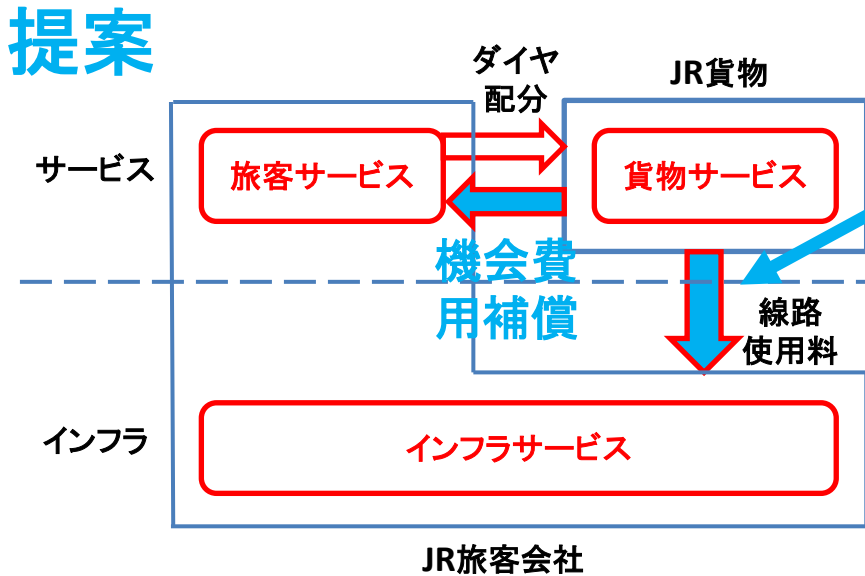 提案
ダイヤ
配分
JR貨物
サービス
旅客サービス
貨物サービス
機会費
用補償
線路
使用料
インフラ
インフラサービス
JR旅客会社